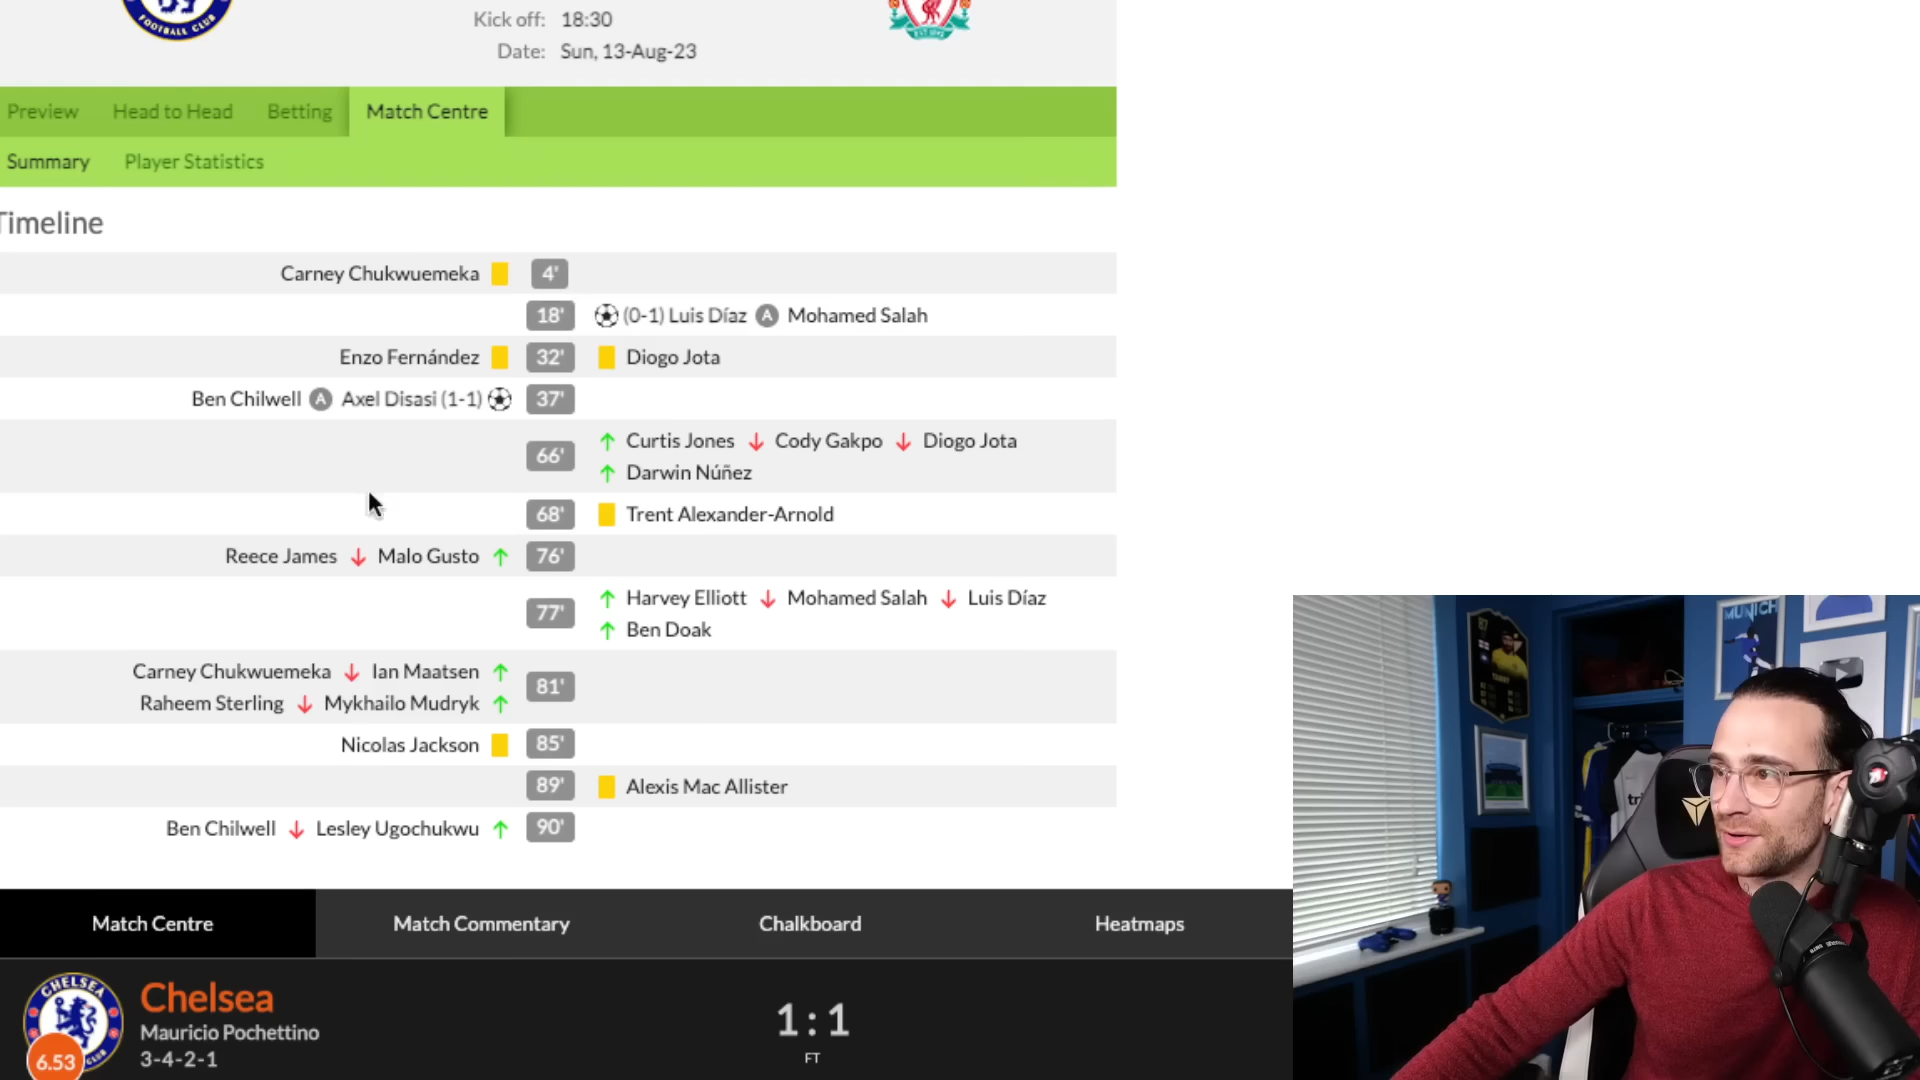 FOOTBALL CLUB
Kick off: 18:30
Date: Sun, 13-Aug-23
Preview Head to Head Betting Match Centre
Summary Player Statistics
Timeline
Carney Chukwuemeka 4'
18' (0-1) Luis Díaz A Mohamed Salah
Enzo Fernández 32' Diogo Jota
Ben Chilwell A Axel Disasi (1-1) 37'
66' Curtis Jones Cody Gakpo Diogo Jota
Darwin Núñez
68' Trent Alexander-Arnold
Reece James Malo Gusto 76'
77' Harvey Elliott Mohamed Salah Luis Díaz
Ben Doak
Carney Chukwuemeka Ian Maatsen 81'
Raheem Sterling Mykhailo Mudryk
Nicolas Jackson 85'
89' Alexis Mac Allister
Ben Chilwell Lesley Ugochukwu 90'
Match Centre Match Commentary Chalkboard Heatmaps
CHELSEA
Chelsea
Mauricio Pochettino
3-4-2-1
6.53
1 : 1
FT
MUNICH
87